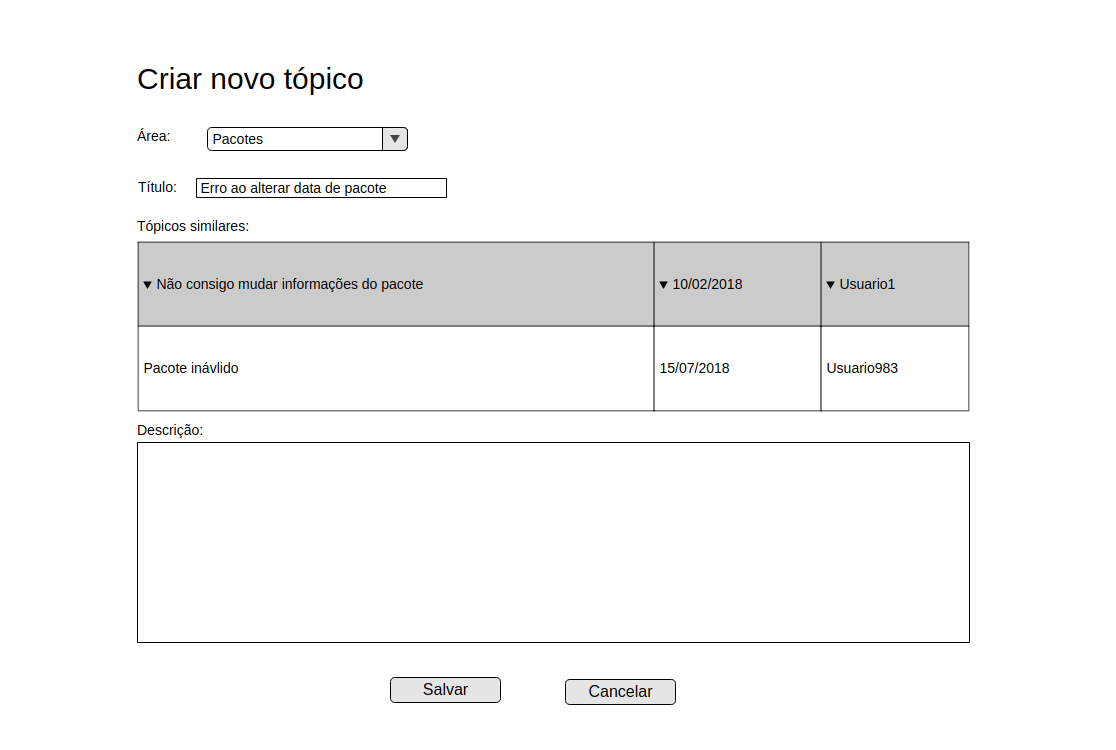 Criar novo tópico
Área: Pacotes
Título: Erro ao alterar data de pacote
Tópicos similares:
Não consigo mudar informações do pacote 10/02/2018 Usuario1
Pacote inávlido 15/07/2018 Usuario983
Descrição:
Salvar Cancelar